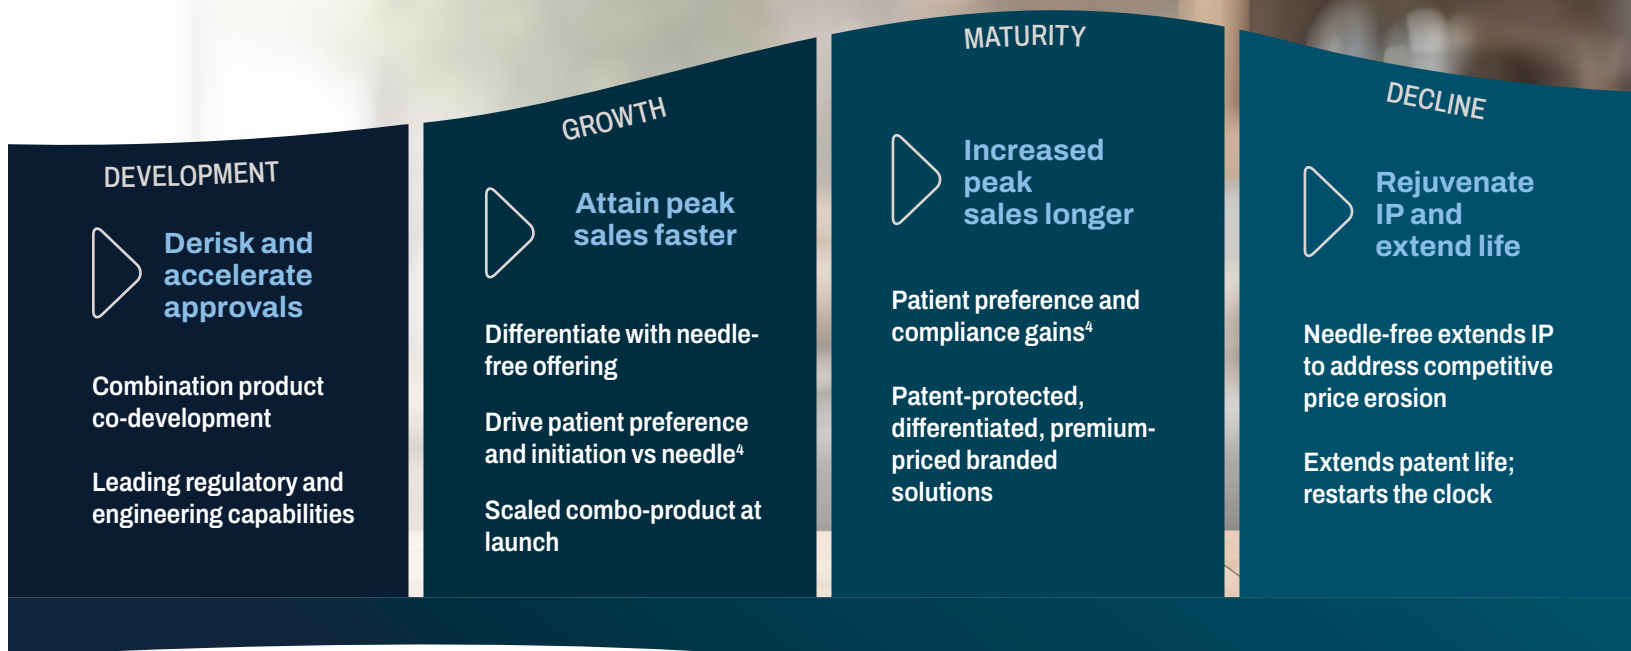 DEVELOPMENT
Derisk and
accelerate
approvals
Combination product
co-development
Leading regulatory and
engineering capabilities
GROWTH
Attain peak
sales faster
Differentiate with needle-
free offering
Drive patient preference
and initiation vs needle⁴
Scaled combo-product at
launch
MATURITY
Increased
peak
sales longer
Patient preference and
compliance gains⁴
Patent-protected,
differentiated, premium-
priced branded
solutions
DECLINE
Rejuvenate
IP and
extend life
Needle-free extends IP
to address competitive
price erosion
Extends patent life;
restarts the clock